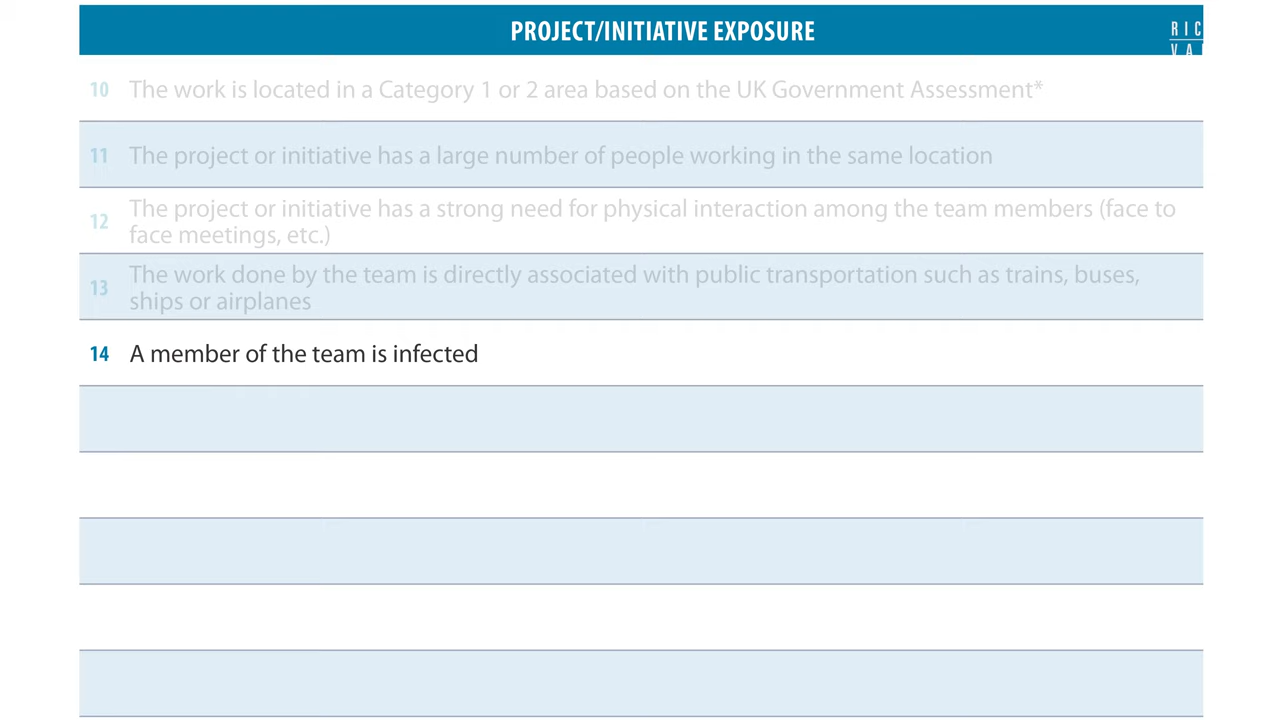 PROJECT/INITIATIVE EXPOSURE
RIC
VA
10 The work is located in a Category 1 or 2 area based on the UK Government Assessment*
11 The project or initiative has a large number of people working in the same location
12 The project or initiative has a strong need for physical interaction among the team members (face to
face meetings, etc.)
13 The work done by the team is directly associated with public transportation such as trains, buses,
ships or airplanes
14 A member of the team is infected